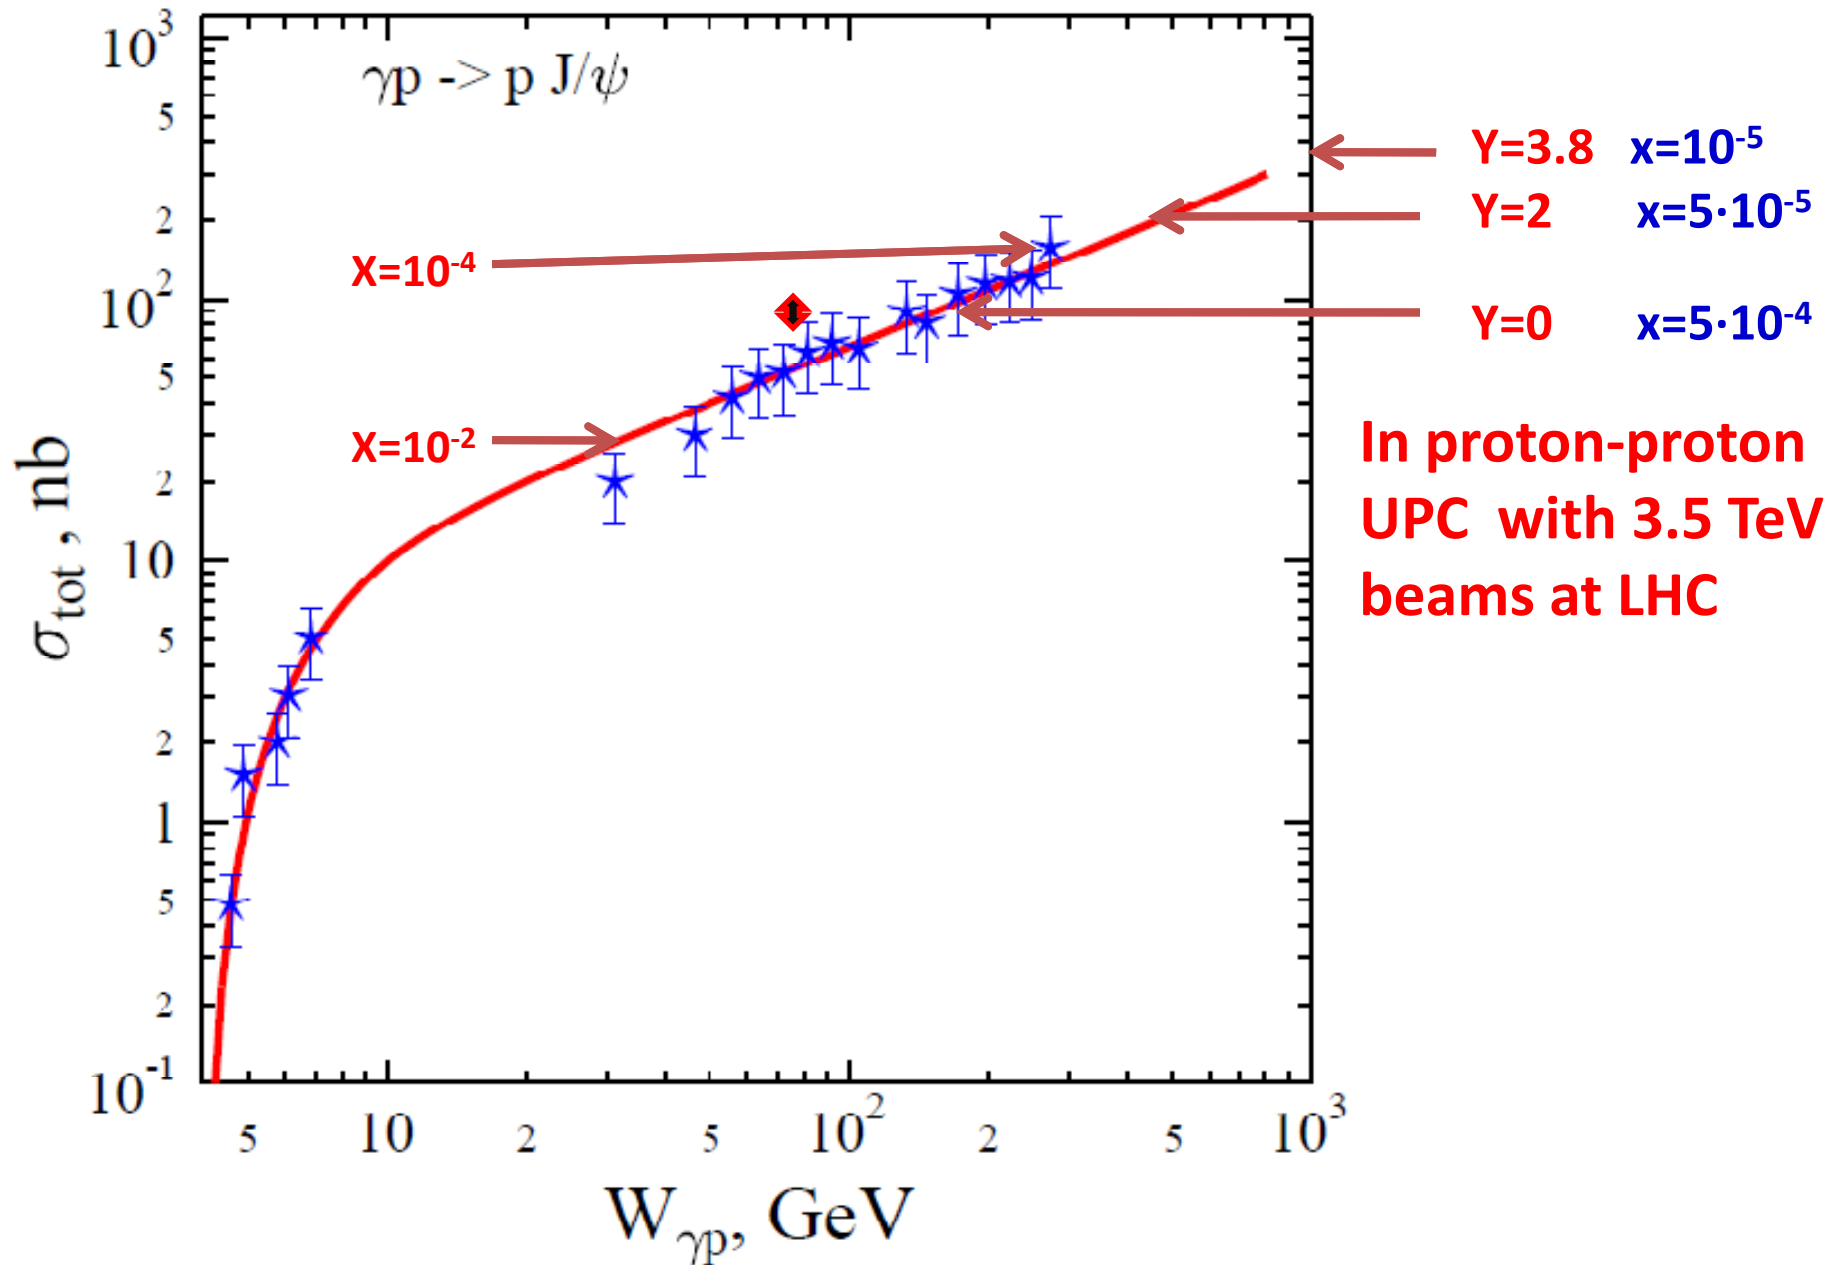 γp -> p J/ψ
10³
5
2
10²
5
2
10
5
2
1
5
2
10⁻¹
σ_tot , nb
5
10
2
5
10²
2
5
10³
W_γp, GeV
X=10⁻⁴
X=10⁻²
Y=3.8 x=10⁻⁵
Y=2 x=5·10⁻⁵
Y=0 x=5·10⁻⁴
In proton-proton
UPC with 3.5 TeV
beams at LHC